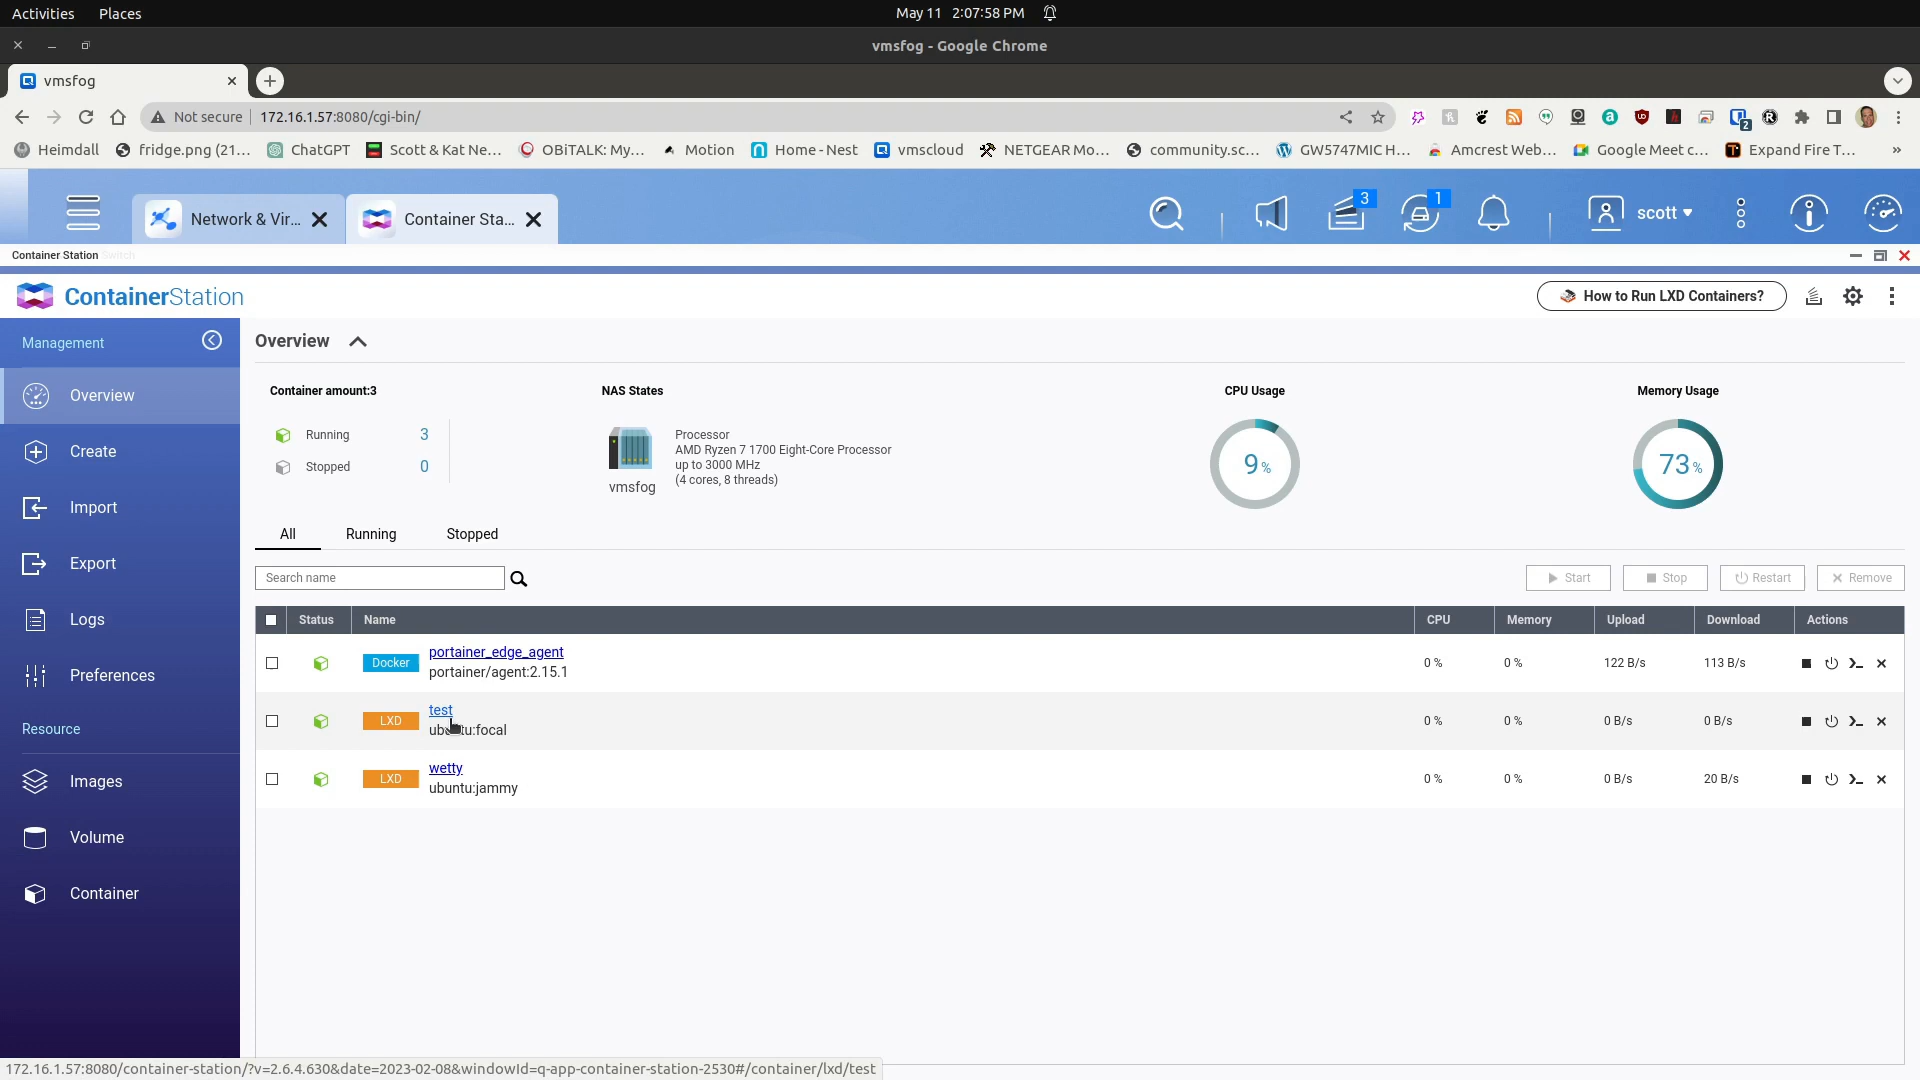 Activities Places May 11 2:07:58 PM
vmsfog - Google Chrome
vmsfog
Not secure 172.16.1.57:8080/cgi-bin/
2
Heimdall fridge.png (21... ChatGPT Scott & Kat Ne... OBiTALK: My... Motion Home - Nest vmscloud NETGEAR Mo... community.sc... GW5747MIC H... Amcrest Web... Google Meet c... Expand Fire T... »
Network & Vir... Container Sta... 3 1 scott
Container Station Switch
ContainerStation How to Run LXD Containers?
Management
Overview
Create
Import
Export
Logs
Preferences
Resource
Images
Volume
Container
Overview
Container amount:3 NAS States CPU Usage Memory Usage
Running 3
Stopped 0
vmsfog
Processor
AMD Ryzen 7 1700 Eight-Core Processor
up to 3000 MHz
(4 cores, 8 threads)
9% 73%
All Running Stopped
Search name Start Stop Restart Remove
Status Name CPU Memory Upload Download Actions
Docker portainer_edge_agent 0 % 0 % 122 B/s 113 B/s
portainer/agent:2.15.1
LXD test 0 % 0 % 0 B/s 0 B/s
ubuntu:focal
LXD wetty 0 % 0 % 0 B/s 20 B/s
ubuntu:jammy
172.16.1.57:8080/container-station/?v=2.6.4.630&date=2023-02-08&windowId=q-app-container-station-2530#/container/lxd/test